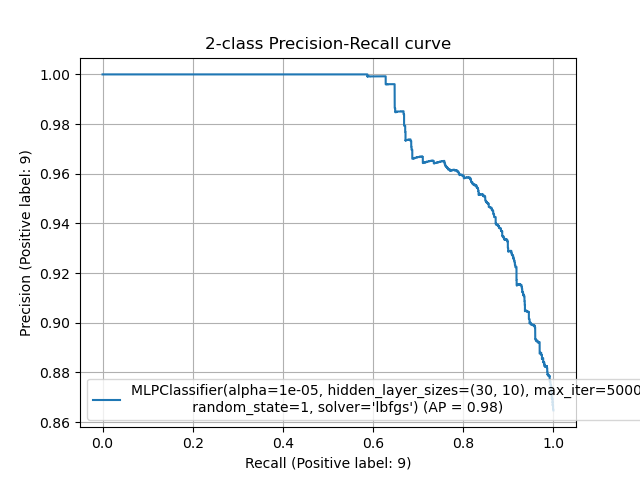 2-class Precision-Recall curve
1.00
0.98
0.96
0.94
0.92
0.90
0.88
0.86
Precision (Positive label: 9)
MLPClassifier(alpha=1e-05, hidden_layer_sizes=(30, 10), max_iter=5000
random_state=1, solver='lbfgs') (AP = 0.98)
0.0 0.2 0.4 0.6 0.8 1.0
Recall (Positive label: 9)